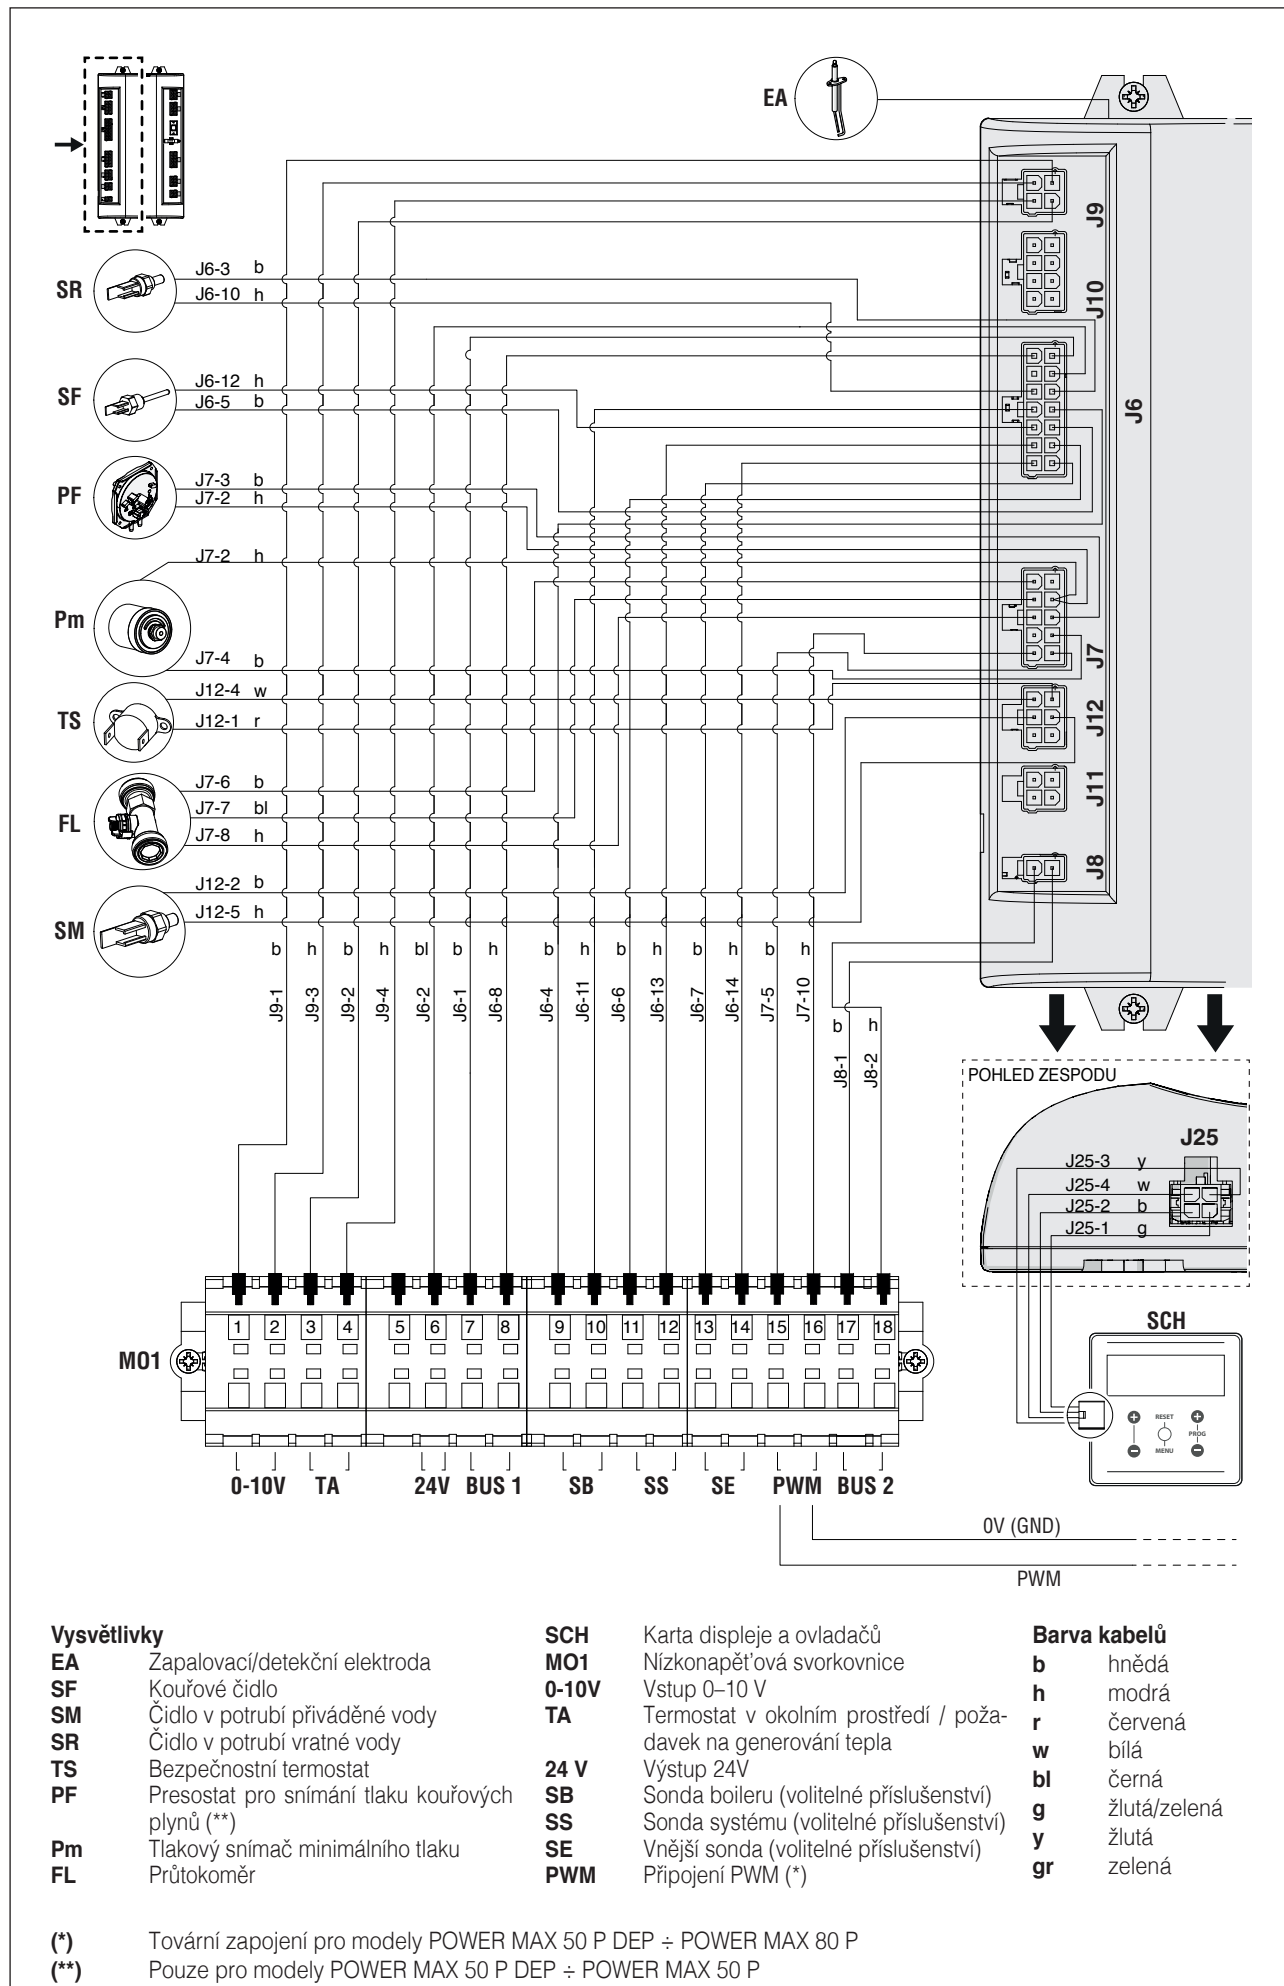 EA
J9
J10
J6
J7
J12
J11
J8
SR
J6-3 b
J6-10 h
SF
J6-12 h
J6-5 b
PF
J7-3 b
J7-2 h
J7-2 h
Pm
J7-4 b
J12-4 w
TS
J12-1 r
J7-6 b
J7-7 bl
FL
J7-8 h
J12-2 b
J12-5 h
SM
b h b h bl b h b h b h b h b h
J9-1 J9-3 J9-2 J9-4 J6-2 J6-1 J6-8 J6-4 J6-11 J6-6 J6-13 J6-7 J6-14 J7-5 J7-10
b h
J8-1 J8-2
POHLED ZESPODU
J25
J25-3 y
J25-4 w
J25-2 b
J25-1 g
1 2 3 4 5 6 7 8 9 10 11 12 13 14 15 16 17 18
MO1
SCH
RESET
PROG
MENU
0-10V TA 24V BUS 1 SB SS SE PWM BUS 2
0V (GND)
PWM
Vysvětlivky
EA Zapalovací/detekční elektroda
SF Kouřové čidlo
SM Čidlo v potrubí přiváděné vody
SR Čidlo v potrubí vratné vody
TS Bezpečnostní termostat
PF Presostat pro snímání tlaku kouřových
plynů (**)
Pm Tlakový snímač minimálního tlaku
FL Průtokoměr
SCH Karta displeje a ovladačů
MO1 Nízkonapěťová svorkovnice
0-10V Vstup 0–10 V
TA Termostat v okolním prostředí / poža-
davek na generování tepla
24 V Výstup 24V
SB Sonda boileru (volitelné příslušenství)
SS Sonda systému (volitelné příslušenství)
SE Vnější sonda (volitelné příslušenství)
PWM Připojení PWM (*)
Barva kabelů
b hnědá
h modrá
r červená
w bílá
bl černá
g žlutá/zelená
y žlutá
gr zelená
(*) Tovární zapojení pro modely POWER MAX 50 P DEP ÷ POWER MAX 80 P
(**) Pouze pro modely POWER MAX 50 P DEP ÷ POWER MAX 50 P